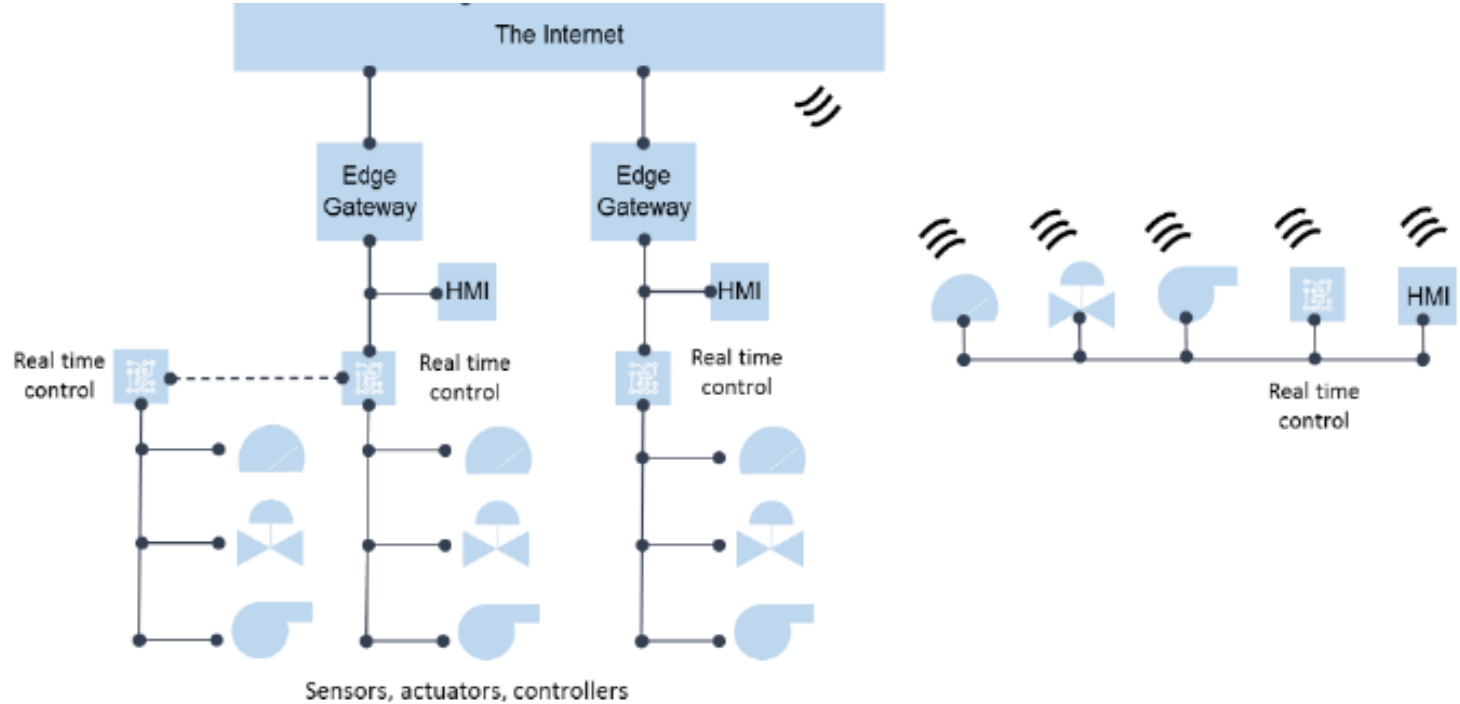 The Internet
Edge
Gateway
Edge
Gateway
HMI
HMI
HMI
Real time
control
Real time
control
Real time
control
Real time
control
Sensors, actuators, controllers